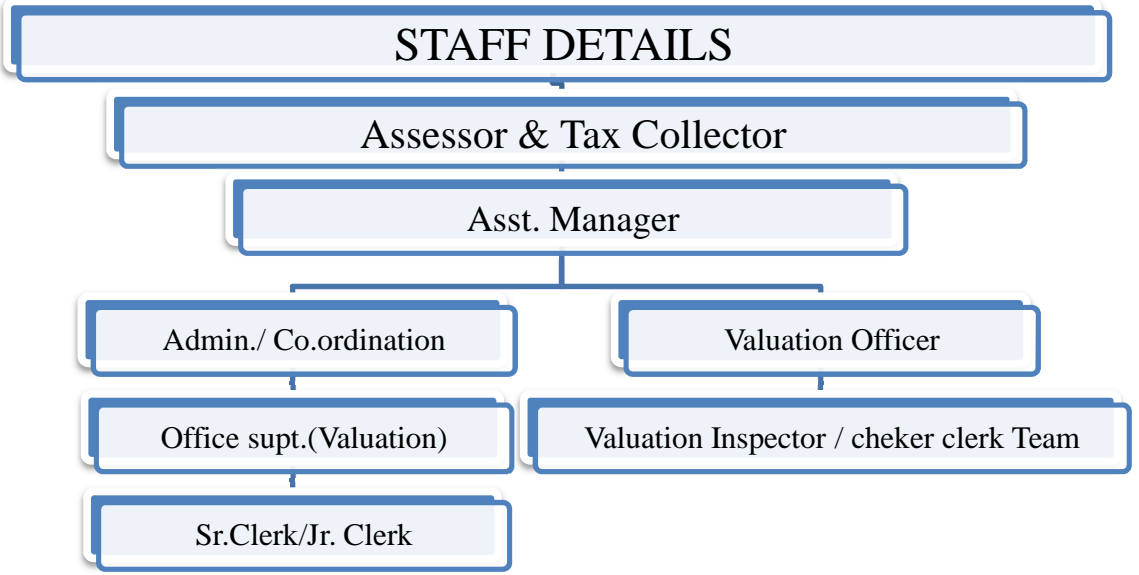 STAFF DETAILS
Assessor & Tax Collector
Asst. Manager
Admin./ Co.ordination
Valuation Officer
Office supt.(Valuation)
Valuation Inspector / cheker clerk Team
Sr.Clerk/Jr. Clerk